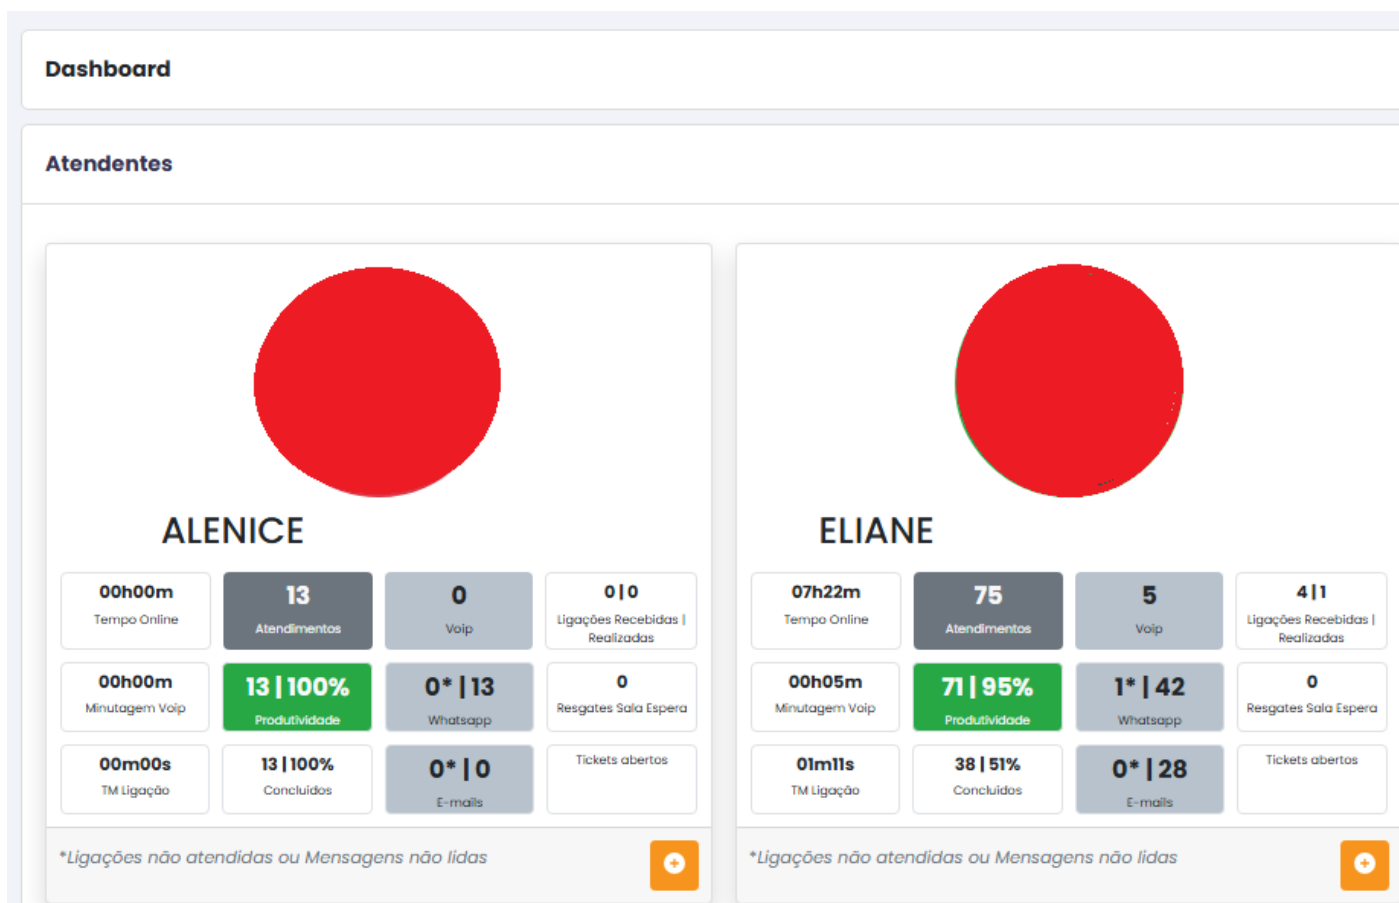 Dashboard
Atendentes
ALENICE
00h00m
Tempo Online
13
Atendimentos
0
Voip
0|0
Ligações Recebidas |
Realizadas
00h00m
Minutagem Voip
13|100%
Produtividade
0* | 13
Whatsapp
0
Resgates Sala Espera
00m00s
TM Ligação
13|100%
Concluidos
0* | 0
E-mails
Tickets abertos
*Ligações não atendidas ou Mensagens não lidas
ELIANE
07h22m
Tempo Online
75
Atendimentos
5
Voip
4|1
Ligações Recebidas |
Realizadas
00h05m
Minutagem Voip
71|95%
Produtividade
1* | 42
Whatsapp
0
Resgates Sala Espera
01m11s
TM Ligação
38|51%
Concluidos
0* | 28
E-mails
Tickets abertos
*Ligações não atendidas ou Mensagens não lidas